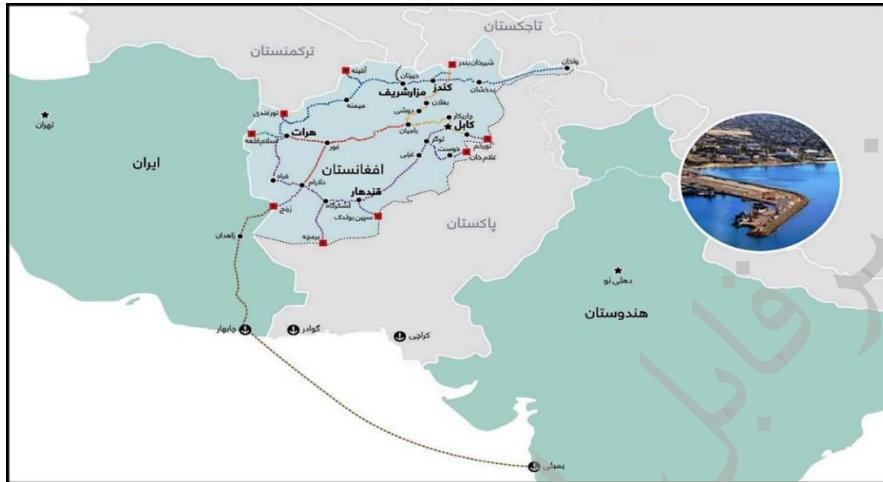 تاجکستان
ترکمنستان
واخان
شیرخان بندر
آقینه
حیرتان
کندز
بدخشان
مزارشریف
میمنه
بغلان
دوشی
تورغندی
چاریکار
کابل
بامیان
تهران
هرات
اسلام قلعه
تورخم
لوگر
غور
خوست
غلام خان
غزنی
ایران
افغانستان
فراه
دلارام
قندهار
لشکرگاه
زرنج
سپین بولدک
پاکستان
برمچه
زاهدان
دهلی نو
هندوستان
چابهار
گوادر
کراچی
بمبئی